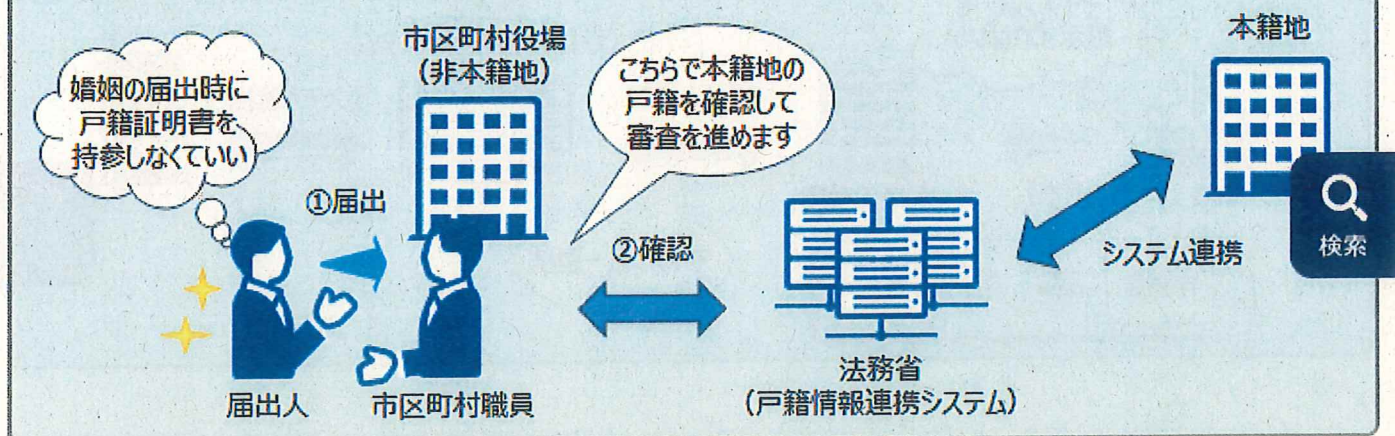 市区町村役場
（非本籍地）
本籍地
婚姻の届出時に
戸籍証明書を
持参しなくていい
こちらで本籍地の
戸籍を確認して
審査を進めます
①届出
②確認
システム連携
検索
届出人
市区町村職員
法務省
（戸籍情報連携システム）